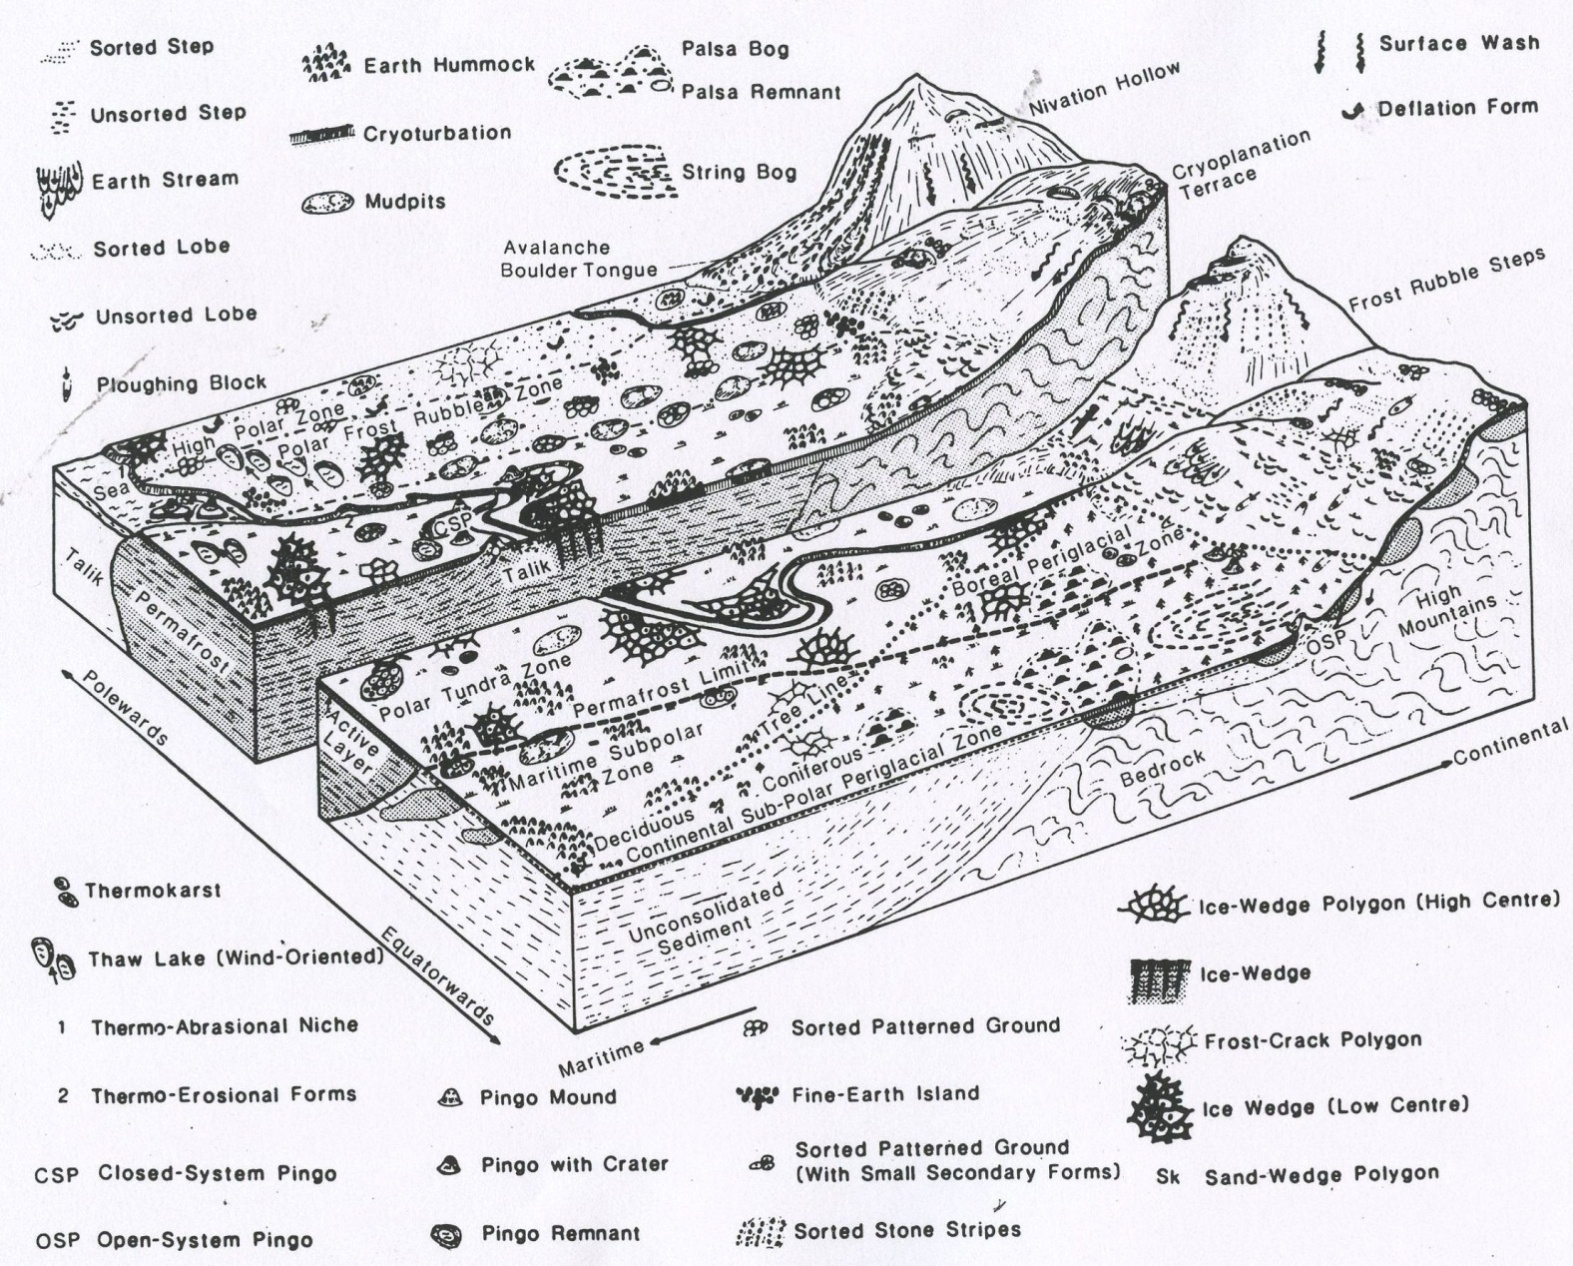 Sorted Step
Unsorted Step
Earth Stream
Sorted Lobe
Unsorted Lobe
Ploughing Block
Earth Hummock
Cryoturbation
Mudpits
Palsa Bog
Palsa Remnant
String Bog
Surface Wash
Deflation Form
Nivation Hollow
Cryoplanation
Terrace
Avalanche
Boulder Tongue
Frost Rubble Steps
High Polar Zone
Polar Frost Rubble Zone
1
Sea
2
CSP
Talik
Talik
Permafrost
Boreal Periglacial
Zone
High
Mountains
OSP
Polar Tundra Zone
Permafrost Limit
Tree Line
Active
Layer
Maritime Subpolar
Zone
Coniferous
Deciduous
Continental Sub-Polar Periglacial Zone
Bedrock
Unconsolidated
Sediment
Polewards
Equatorwards
Maritime
Continental
Thermokarst
Thaw Lake (Wind-Oriented)
1 Thermo-Abrasional Niche
2 Thermo-Erosional Forms
CSP Closed-System Pingo
OSP Open-System Pingo
Pingo Mound
Pingo with Crater
Pingo Remnant
Sorted Patterned Ground
Fine-Earth Island
Sorted Patterned Ground
(With Small Secondary Forms)
Sorted Stone Stripes
Ice-Wedge Polygon (High Centre)
Ice-Wedge
Frost-Crack Polygon
Ice Wedge (Low Centre)
Sk Sand-Wedge Polygon